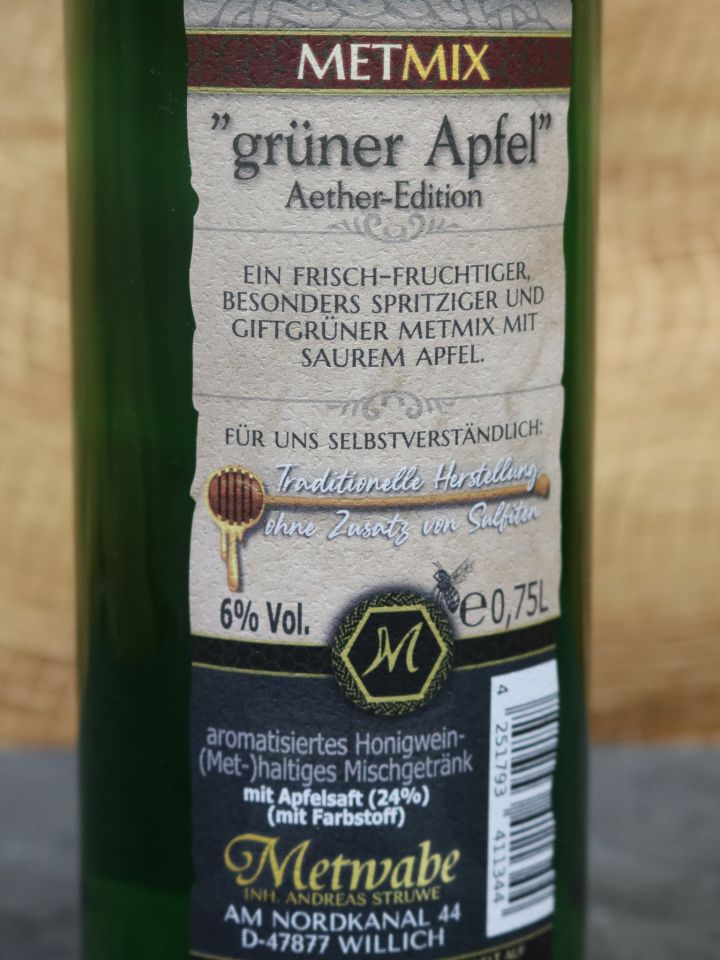 METMIX
”grüner Apfel”
Aether-Edition
EIN FRISCH-FRUCHTIGER,
BESONDERS SPRITZIGER UND
GIFTGRÜNER METMIX MIT
SAUREM APFEL.
FÜR UNS SELBSTVERSTÄNDLICH:
Traditionelle Herstellung
ohne Zusatz von Sulfiten
6% Vol.
e0,75L
M
aromatisiertes Honigwein-
(Met-)haltiges Mischgetränk
mit Apfelsaft (24%)
(mit Farbstoff)
Metwabe
INH. ANDREAS STRUWE
AM NORDKANAL 44
D-47877 WILLICH
4 251793 411344